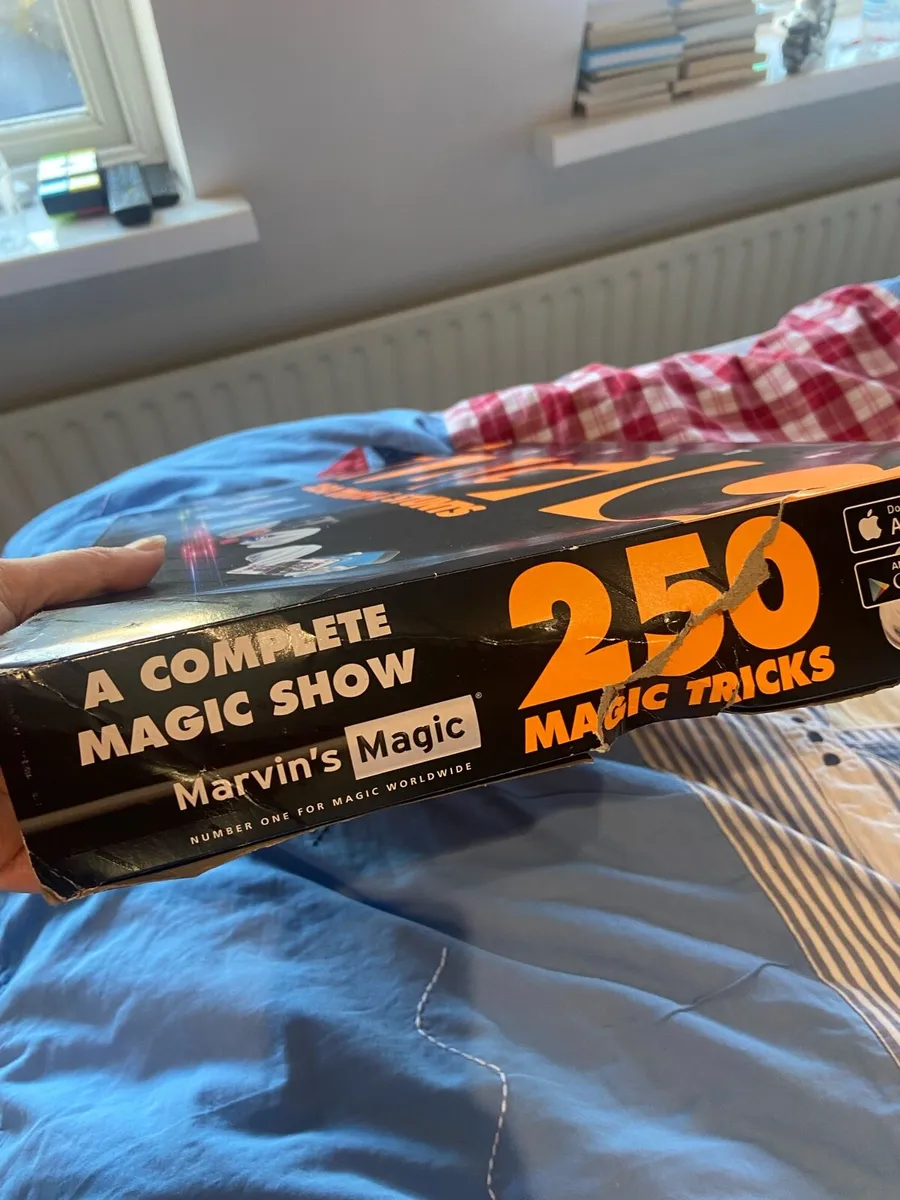 A COMPLETE
MAGIC SHOW
Marvin's Magic®
NUMBER ONE FOR MAGIC WORLDWIDE
250
MAGIC TRICKS